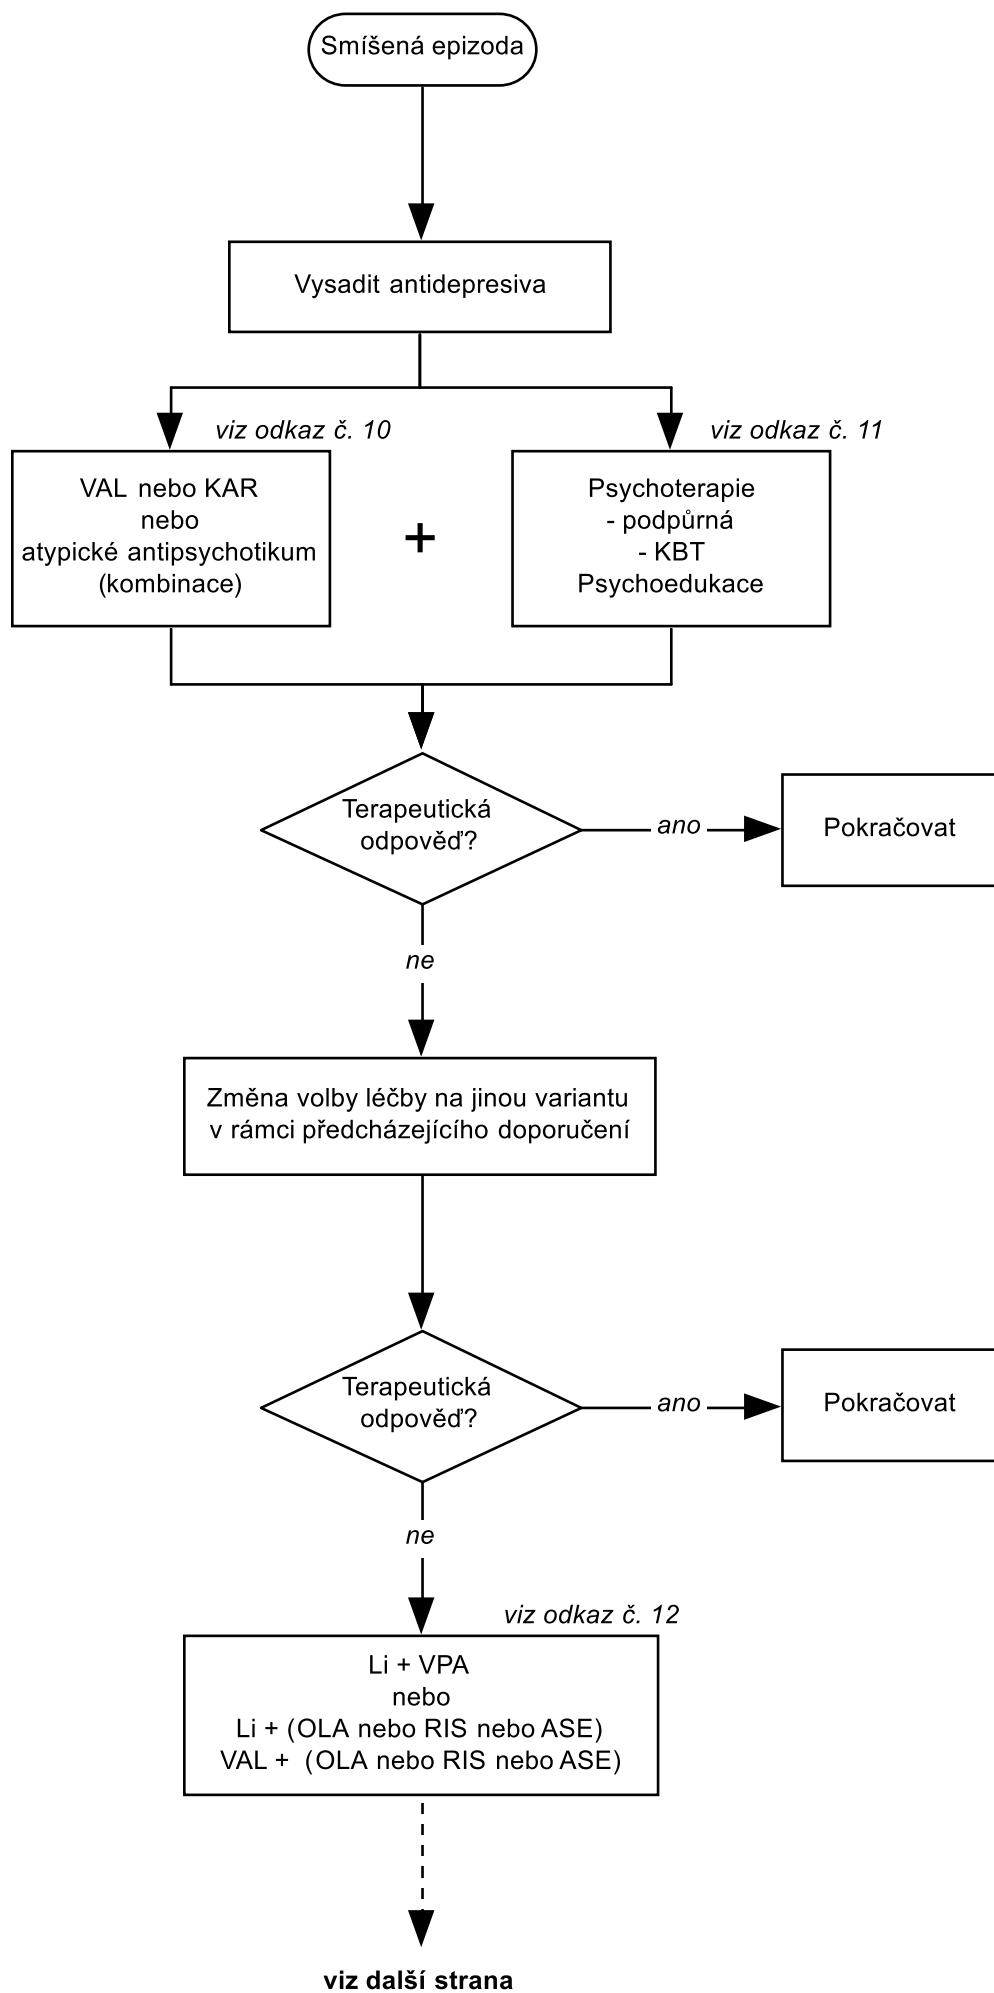 Smíšená epizoda
Vysadit antidepresiva
viz odkaz č. 10
VAL nebo KAR
nebo
atypické antipsychotikum
(kombinace)
+
viz odkaz č. 11
Psychoterapie
- podpůrná
- KBT
Psychoedukace
Terapeutická
odpověď?
ano
Pokračovat
ne
Změna volby léčby na jinou variantu
v rámci předcházejícího doporučení
Terapeutická
odpověď?
ano
Pokračovat
ne
viz odkaz č. 12
Li + VPA
nebo
Li + (OLA nebo RIS nebo ASE)
VAL + (OLA nebo RIS nebo ASE)
viz další strana